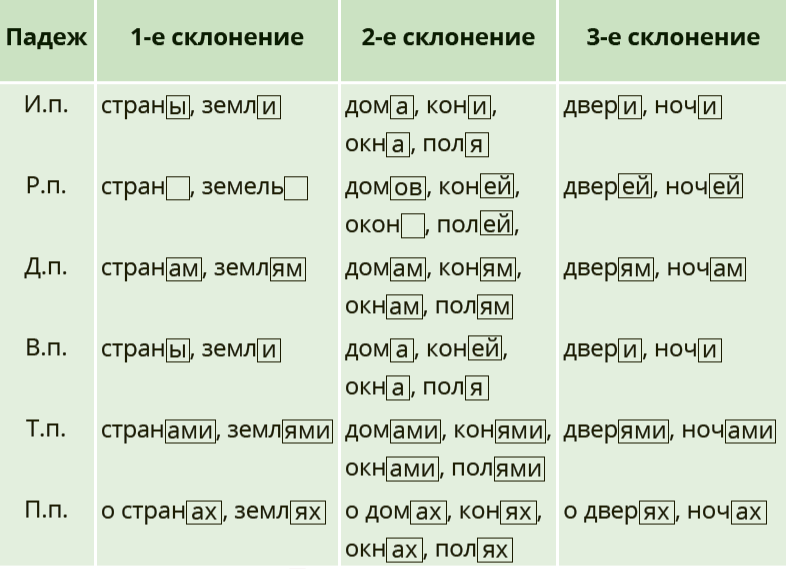 Падеж 1-е склонение 2-е склонение 3-е склонение
И.п. страны, земли дома, кони, двери, ночи
окна, поля
Р.п. стран, земель домов, коней, дверей, ночей
окон, полей,
Д.п. странам, землям домам, коням, дверям, ночам
окнам, полям
В.п. страны, земли дома, коней, двери, ночи
окна, поля
Т.п. странами, землями домами, конями, дверями, ночами
окнами, полями
П.п. о странах, землях о домах, конях, о дверях, ночах
окнах, полях